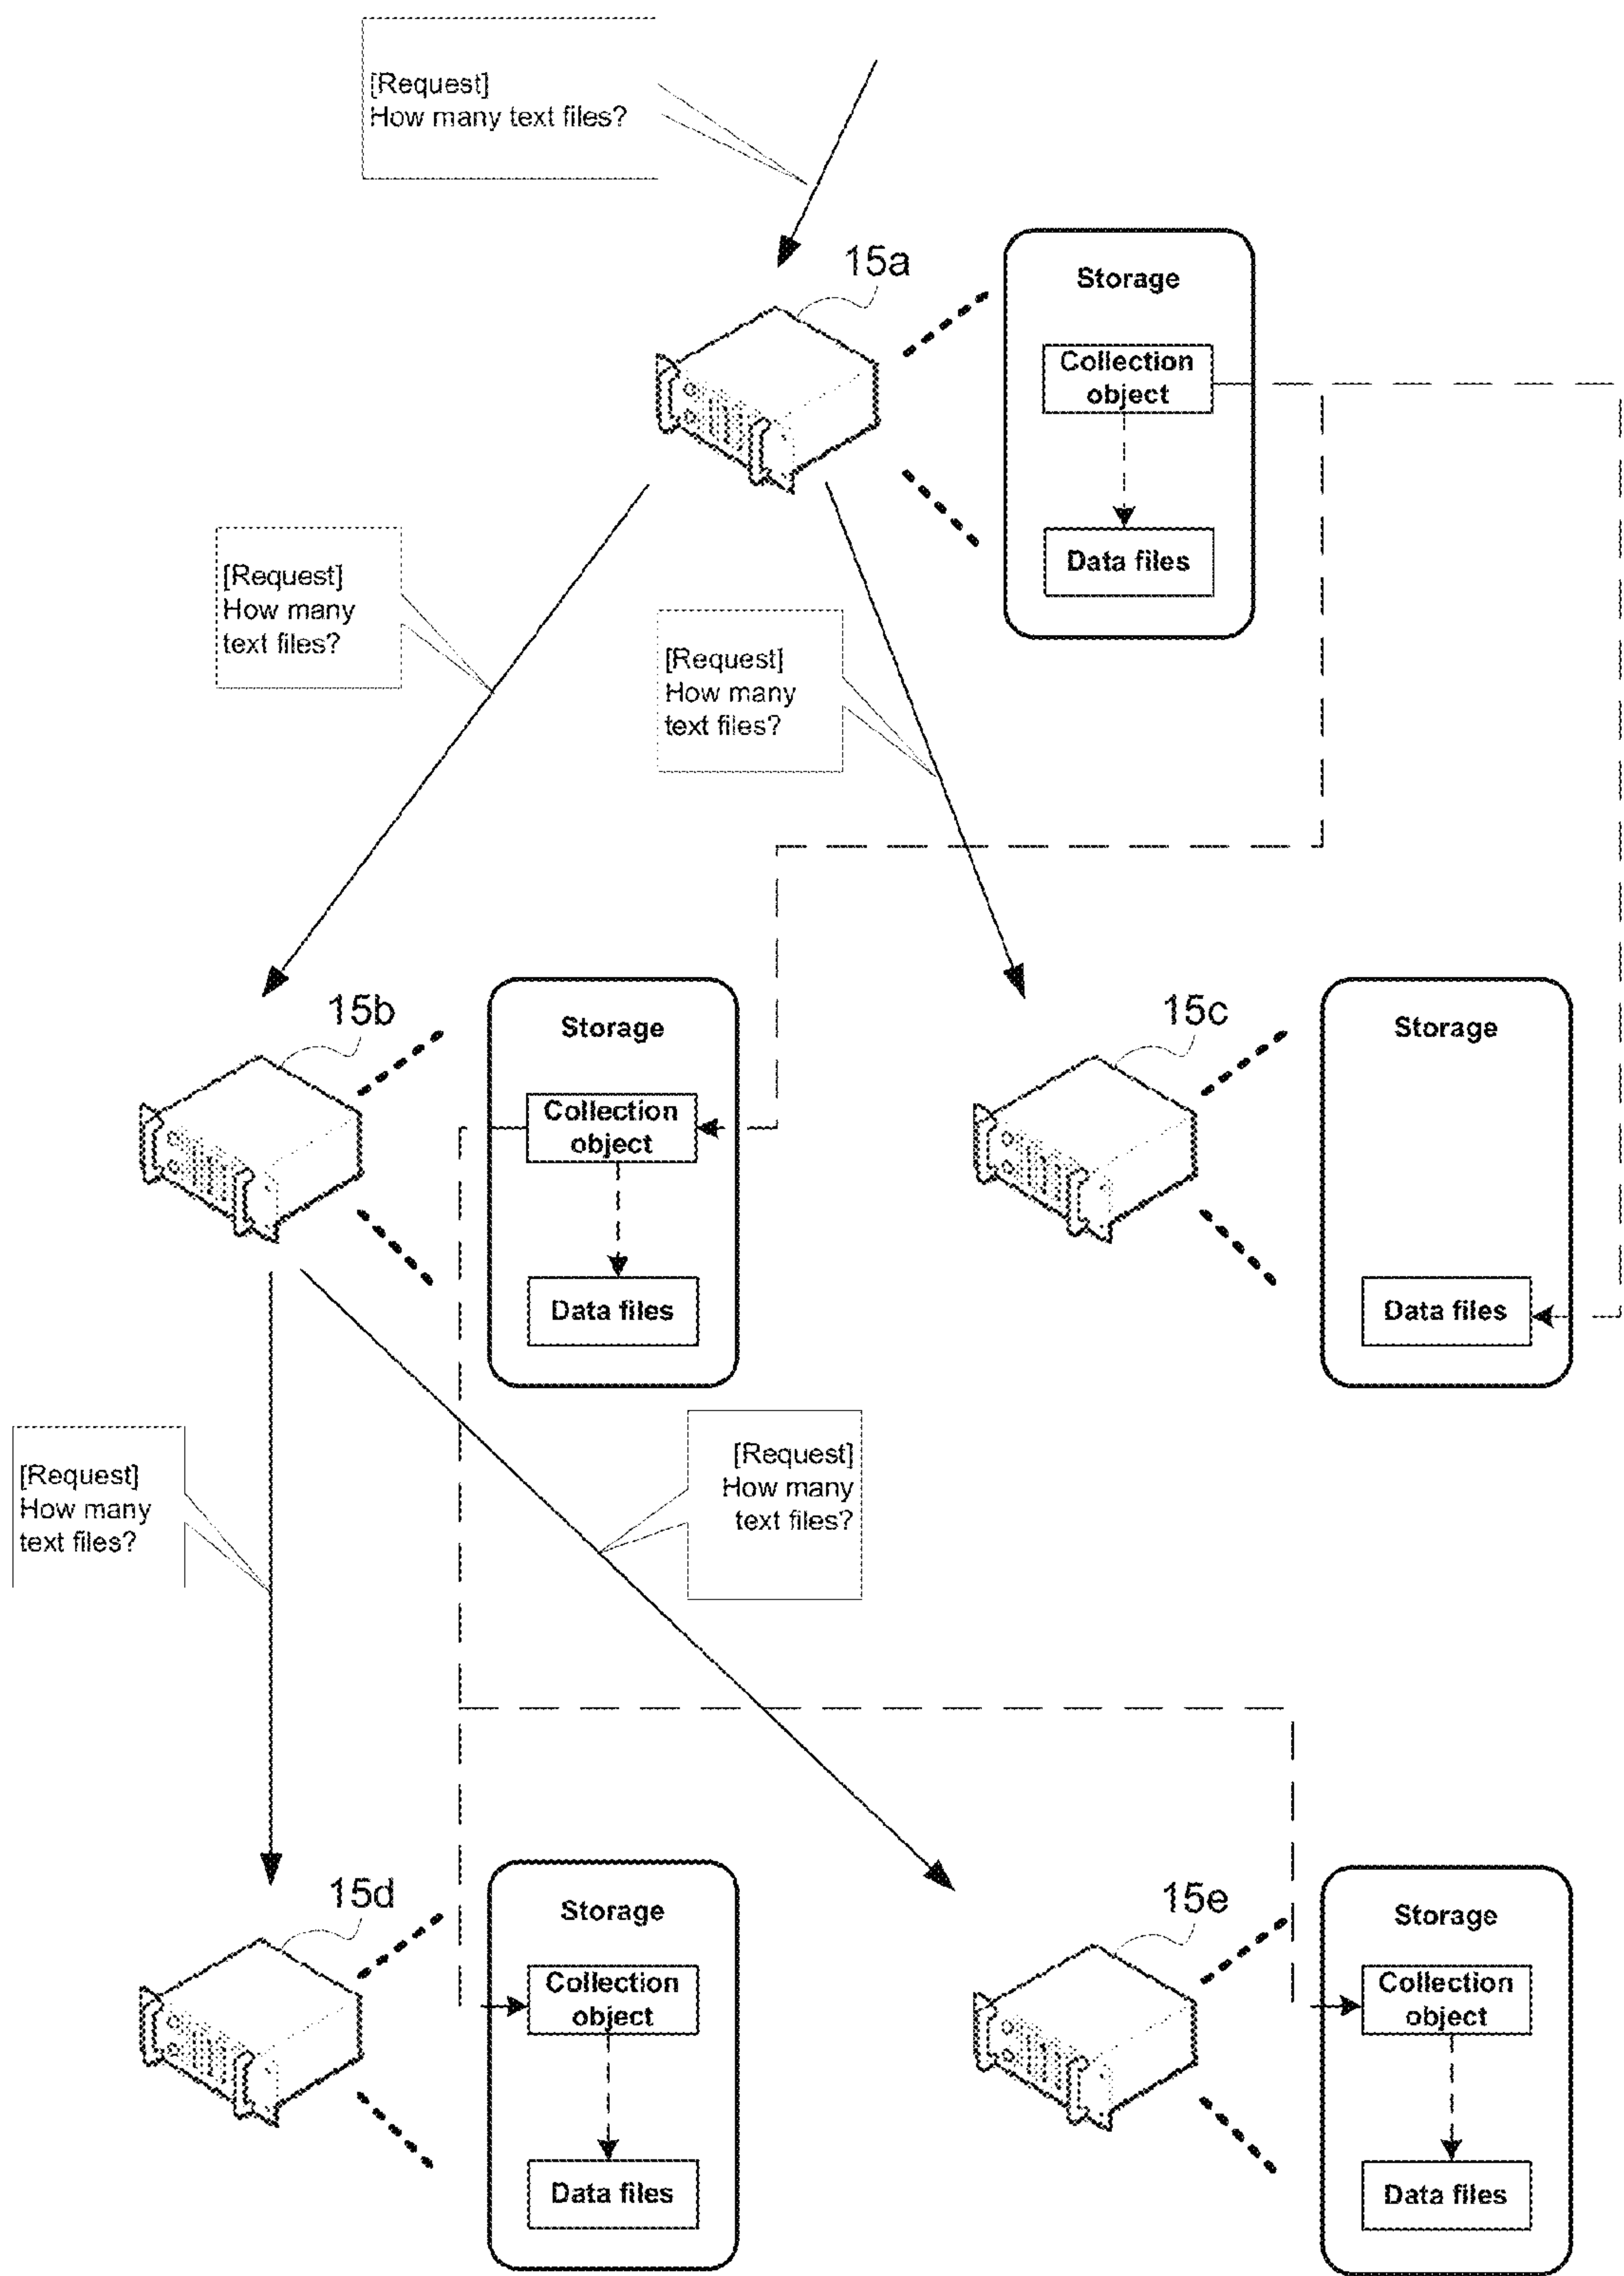 [Request]
How many text files?
15a
Storage
Collection
object
Data files
[Request]
How many
text files?
[Request]
How many
text files?
15b
Storage
Collection
object
Data files
15c
Storage
Data files
[Request]
How many
text files?
[Request]
How many
text files?
15d
Storage
Collection
object
Data files
15e
Storage
Collection
object
Data files